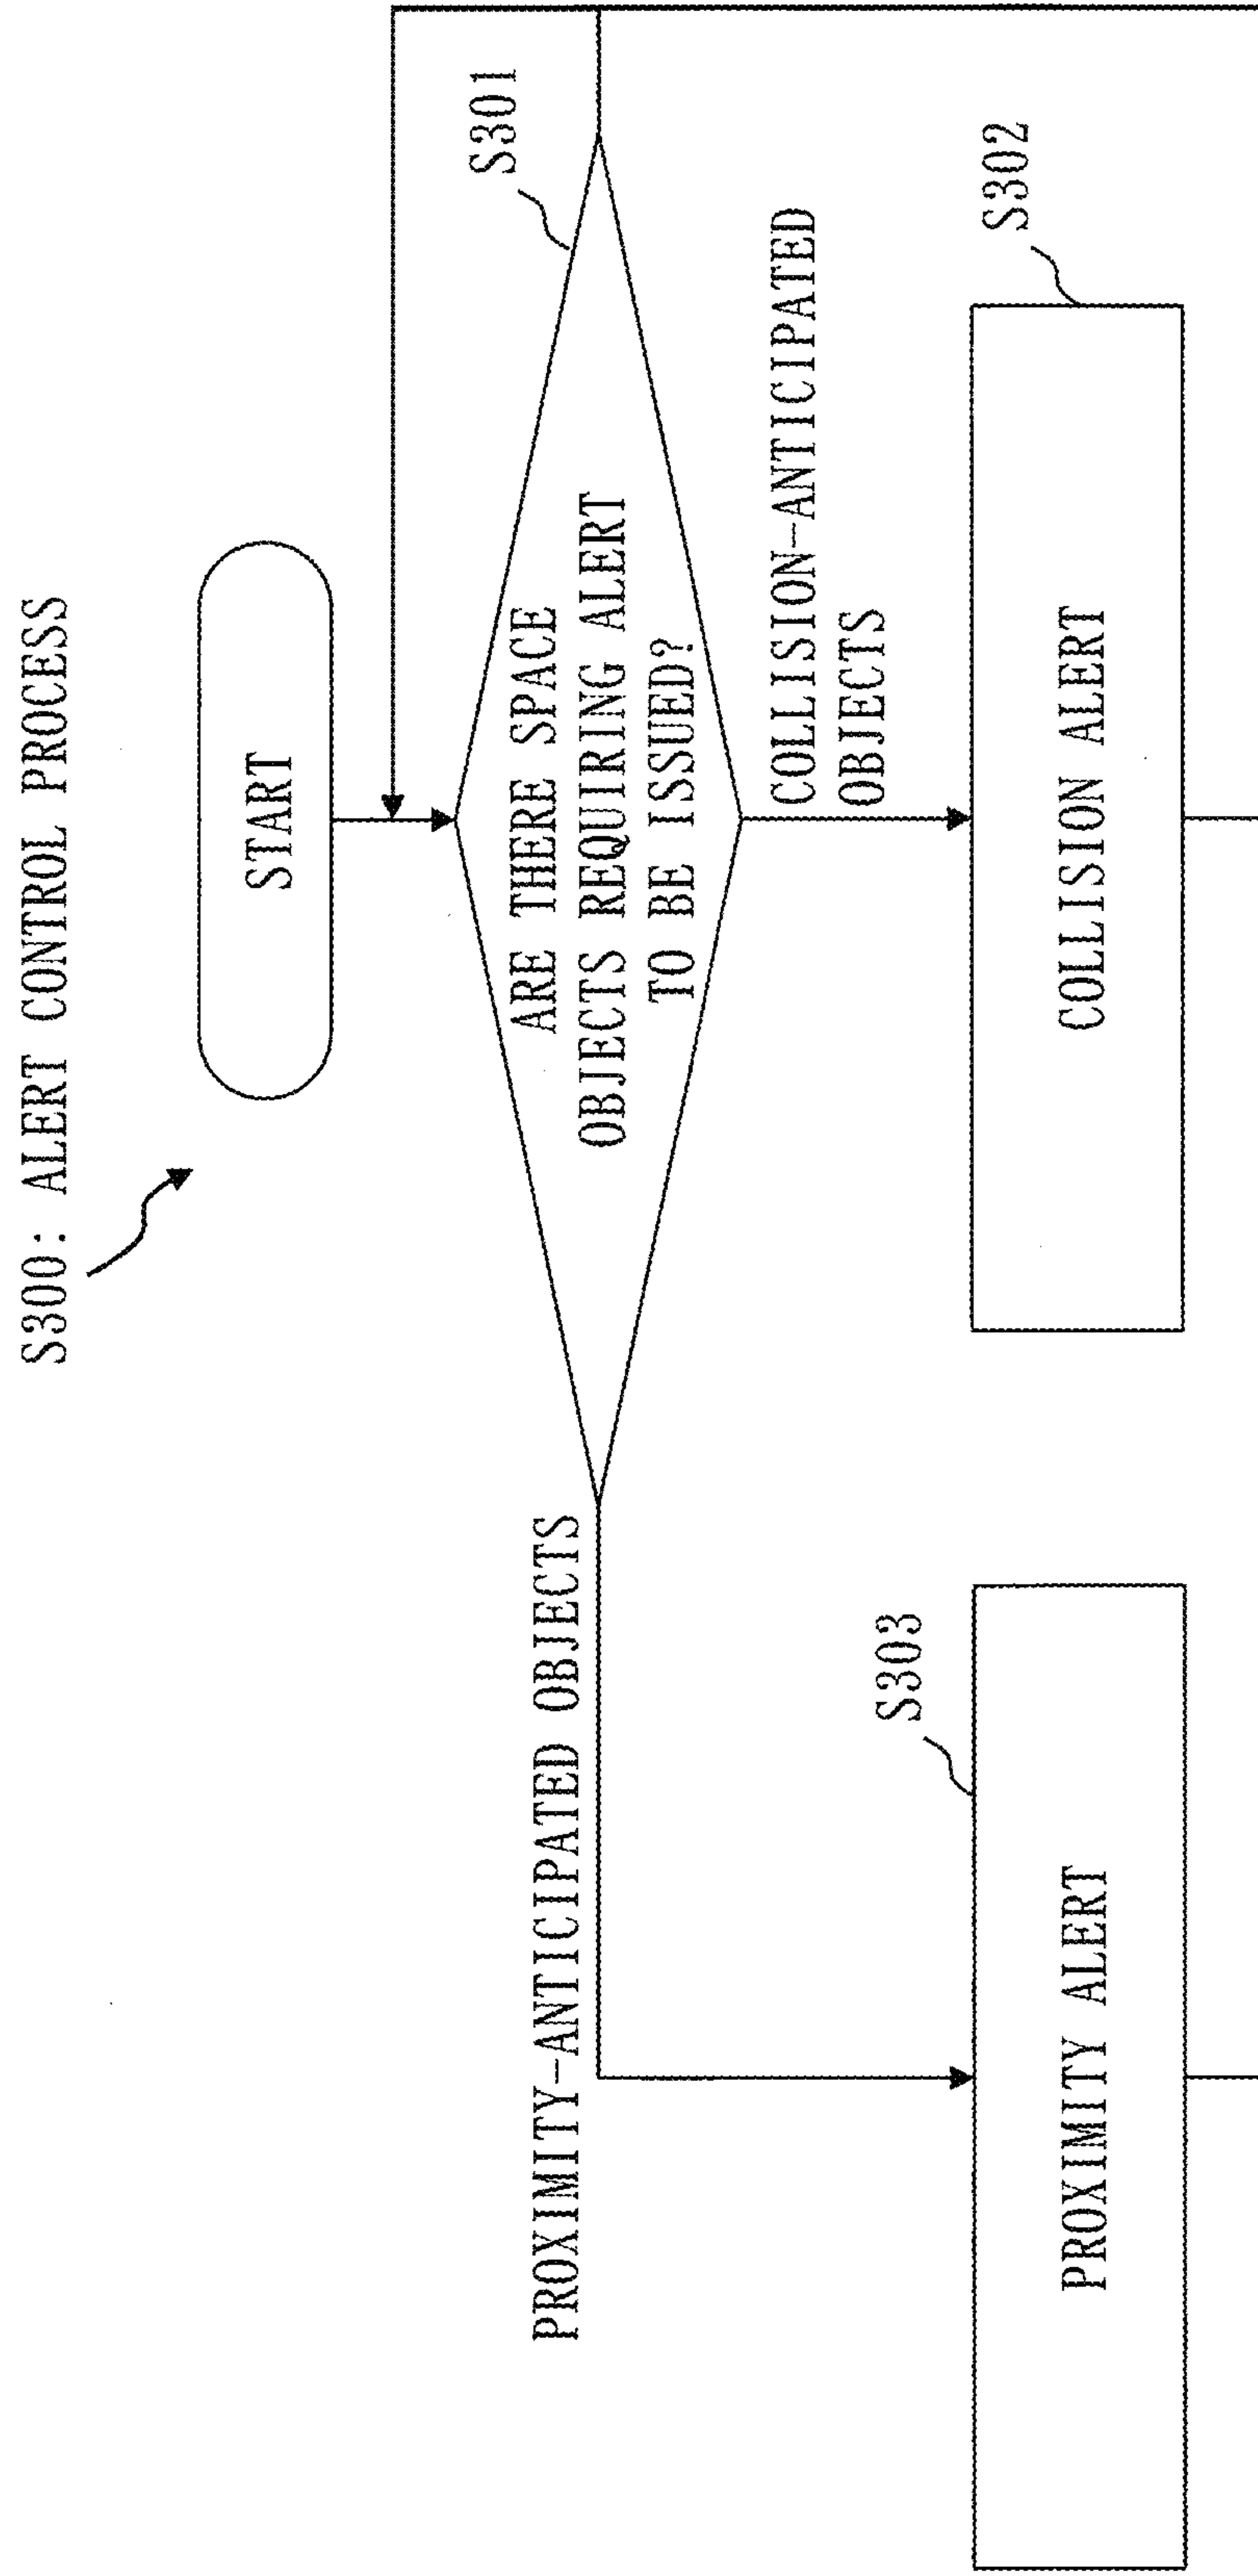 S300: ALERT CONTROL PROCESS
START
S301
ARE THERE SPACE
OBJECTS REQUIRING ALERT
TO BE ISSUED?
PROXIMITY-ANTICIPATED OBJECTS
COLLISION-ANTICIPATED
OBJECTS
S303
PROXIMITY ALERT
S302
COLLISION ALERT